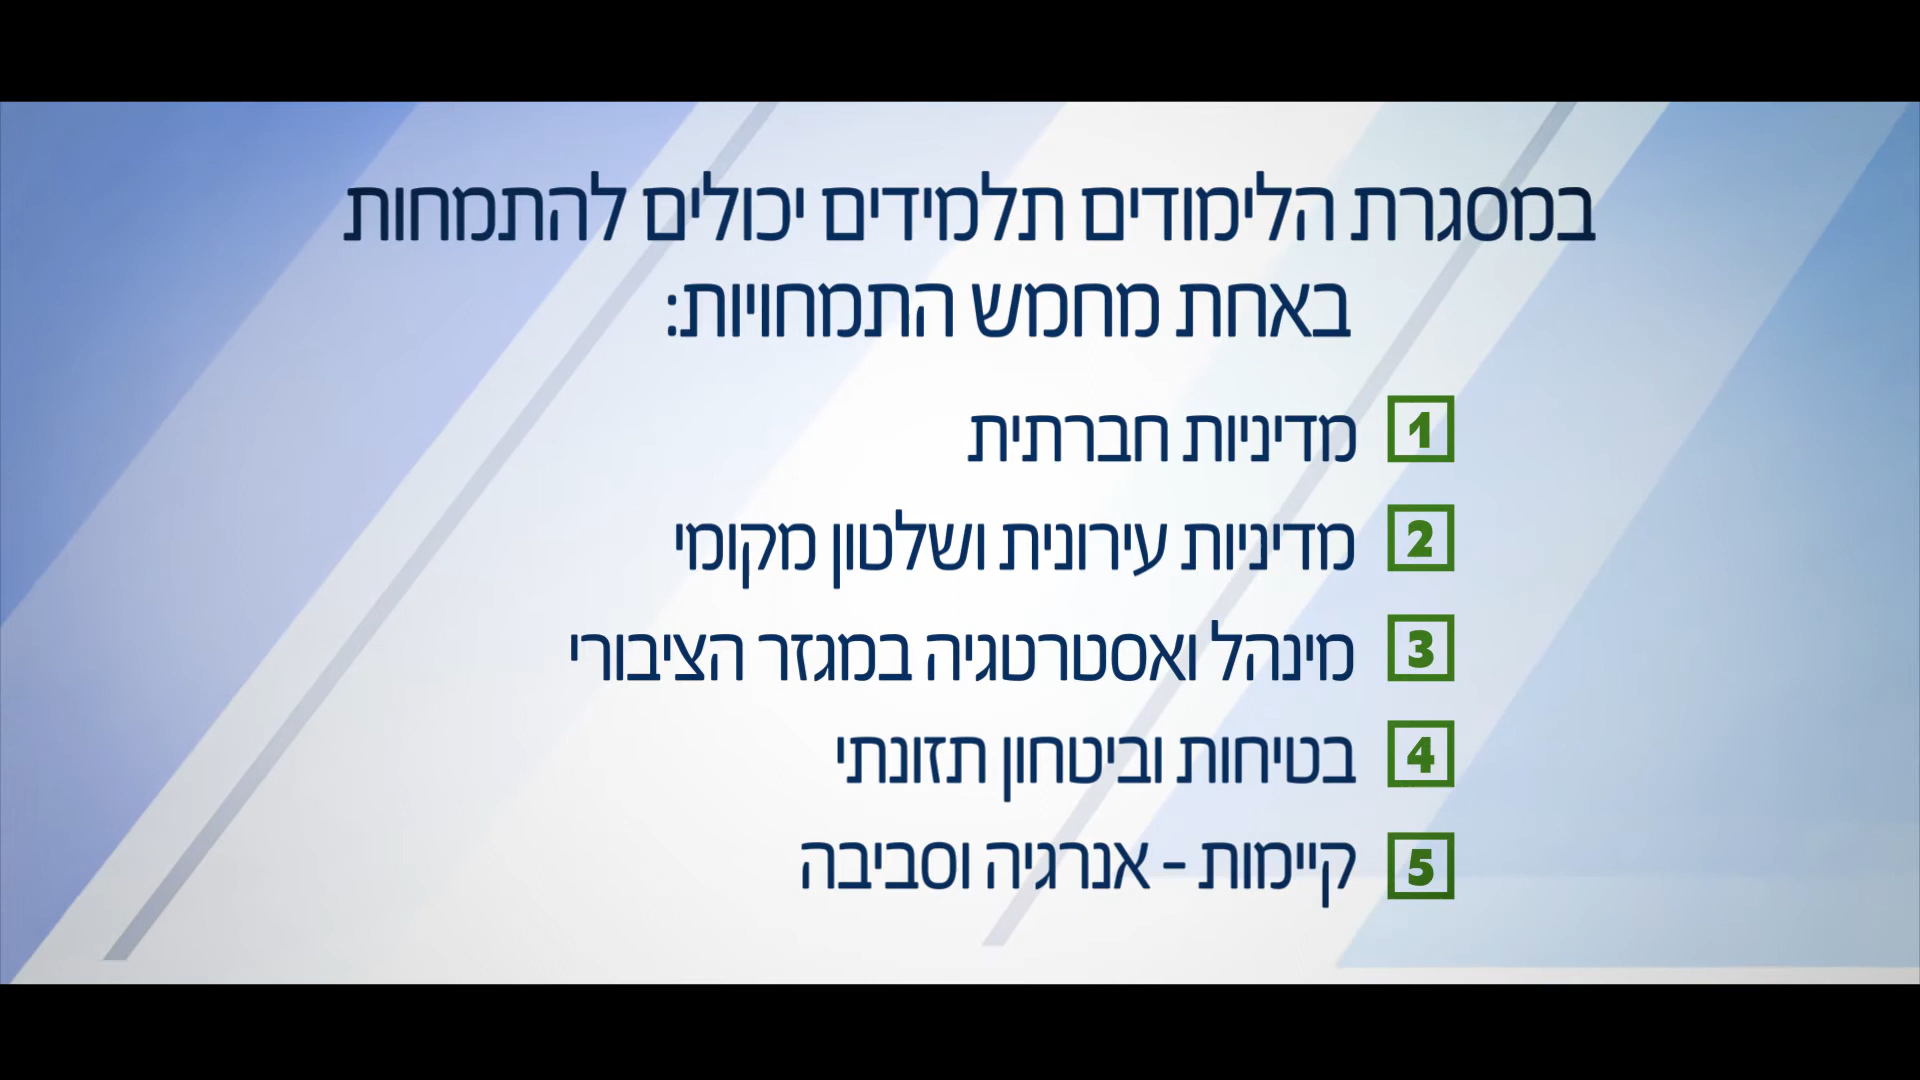 במסגרת הלימודים תלמידים יכולים להתמחות
באחת מחמש התמחויות:
1 מדיניות חברתית
2 מדיניות עירונית ושלטון מקומי
3 מינהל ואסטרטגיה במגזר הציבורי
4 בטיחות וביטחון תזונתי
5 קיימות - אנרגיה וסביבה